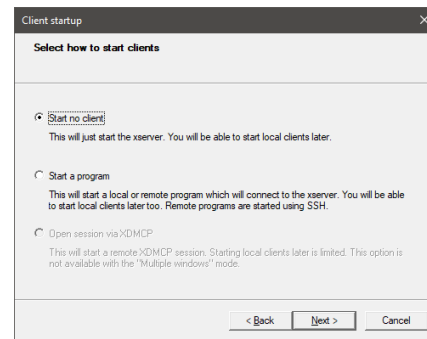 Client startup
Select how to start clients
Start no client
This will just start the xserver. You will be able to start local clients later.
Start a program
This will start a local or remote program which will connect to the xserver. You will be able
to start local clients later too. Remote programs are started using SSH.
Open session via XDMCP
This will start a remote XDMCP session. Starting local clients later is limited. This option is
not available with the "Multiple windows" mode.
< Back Next > Cancel